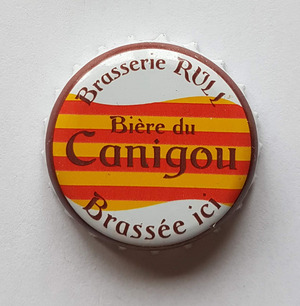 Brasserie RULL
Bière du
Canigou
Brassée ici